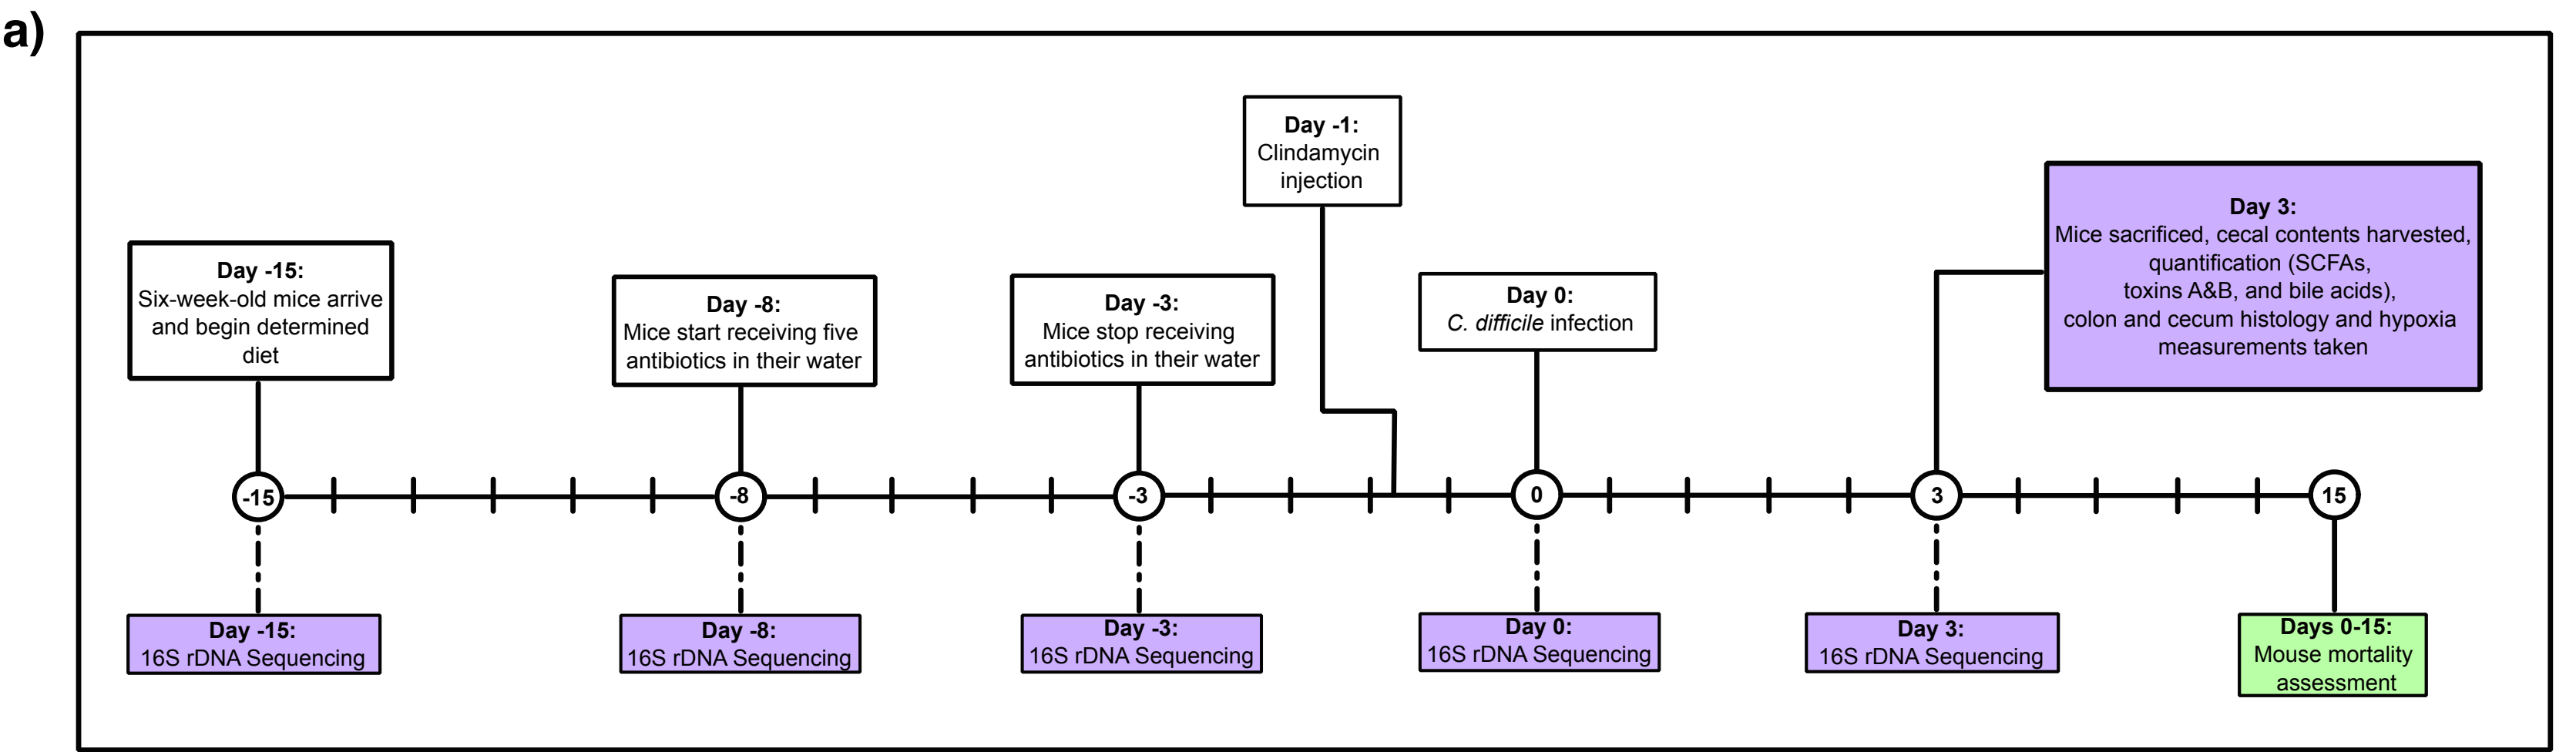 a)
Day -1:
Clindamycin
injection
Day -15:
Six-week-old mice arrive
and begin determined
diet
Day -8:
Mice start receiving five
antibiotics in their water
Day -3:
Mice stop receiving
antibiotics in their water
Day 0:
C. difficile infection
Day 3:
Mice sacrificed, cecal contents harvested,
quantification (SCFAs,
toxins A&B, and bile acids),
colon and cecum histology and hypoxia
measurements taken
-15
-8
-3
0
3
15
Day -15:
16S rDNA Sequencing
Day -8:
16S rDNA Sequencing
Day -3:
16S rDNA Sequencing
Day 0:
16S rDNA Sequencing
Day 3:
16S rDNA Sequencing
Days 0-15:
Mouse mortality
assessment